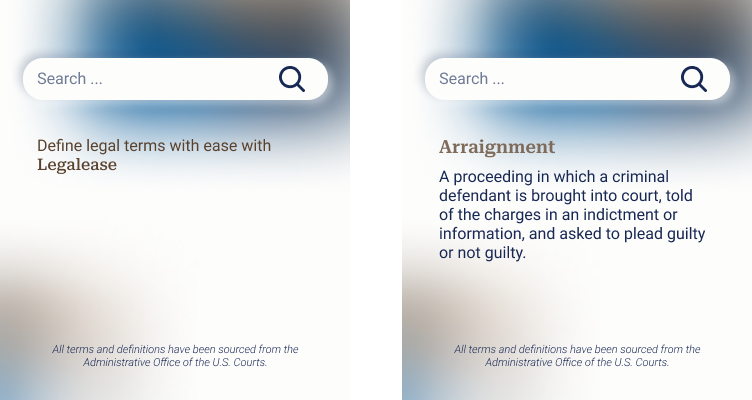 Search ...
Define legal terms with ease with
Legalease
All terms and definitions have been sourced from the
Administrative Office of the U.S. Courts.
Search ...
Arraignment
A proceeding in which a criminal
defendant is brought into court, told
of the charges in an indictment or
information, and asked to plead guilty
or not guilty.
All terms and definitions have been sourced from the
Administrative Office of the U.S. Courts.